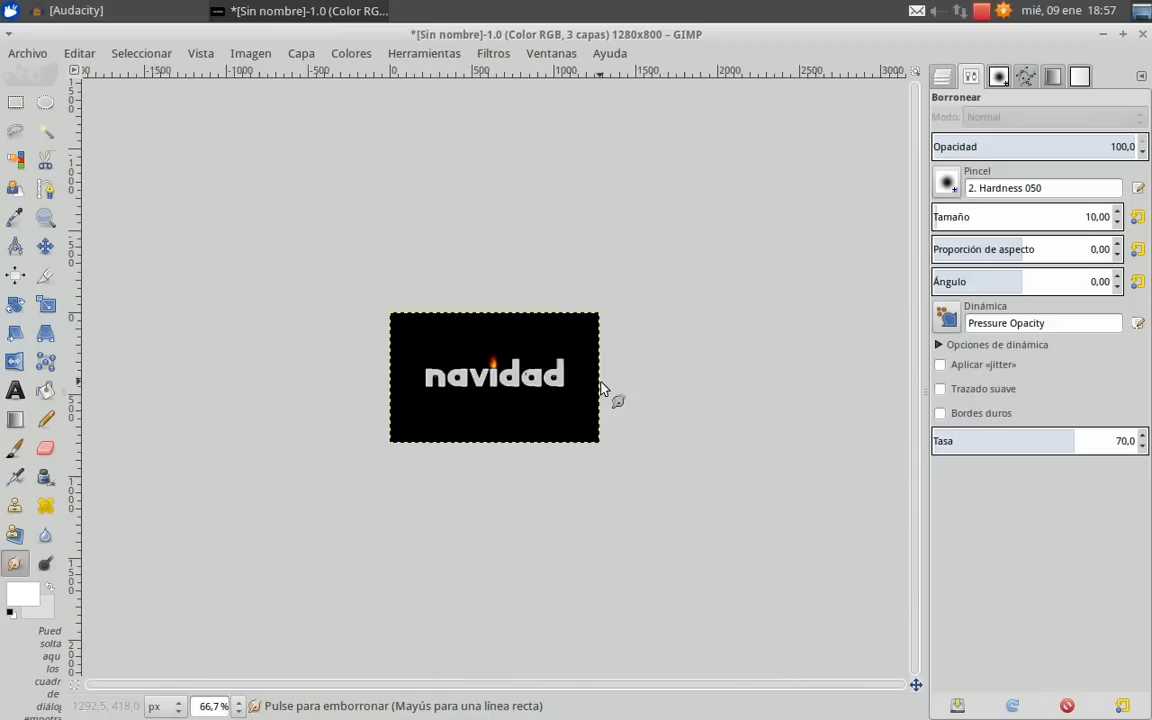 [Audacity]
*[Sin nombre]-1.0 (Color RG...
mié, 09 ene 18:57
*[Sin nombre]-1.0 (Color RGB, 3 capas) 1280x800 – GIMP
Archivo Editar Seleccionar Vista Imagen Capa Colores Herramientas Filtros Ventanas Ayuda
-1500 -1000 -500 0 500 1000 1500 2000 2500 3000
Borronear
Modo: Normal
Opacidad 100,0
Pincel
2. Hardness 050
Tamaño 10,00
Proporción de aspecto 0,00
Ángulo 0,00
Dinámica
Pressure Opacity
Opciones de dinámica
Aplicar «jitter»
Trazado suave
Bordes duros
Tasa 70,0
navidad
Pued
solta
aqu
los
cuadr
de
diálog
empotra
1292,5, 418,0 px 66,7% Pulse para emborronar (Mayús para una línea recta)